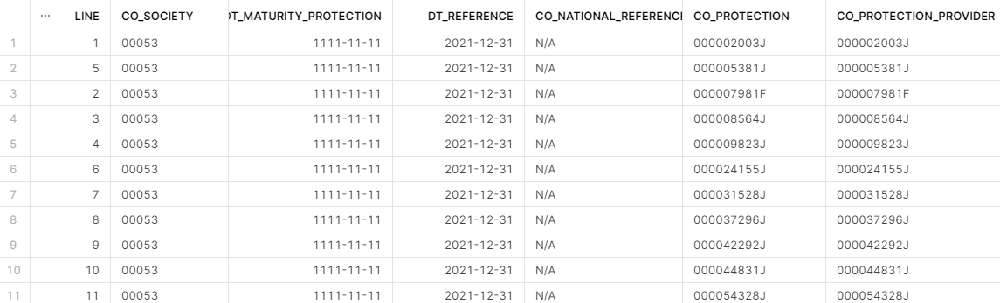 ... LINE CO_SOCIETY DT_MATURITY_PROTECTION DT_REFERENCE CO_NATIONAL_REFERENCE CO_PROTECTION CO_PROTECTION_PROVIDER
1 1 00053 1111-11-11 2021-12-31 N/A 000002003J 000002003J
2 5 00053 1111-11-11 2021-12-31 N/A 000005381J 000005381J
3 2 00053 1111-11-11 2021-12-31 N/A 000007981F 000007981F
4 3 00053 1111-11-11 2021-12-31 N/A 000008564J 000008564J
5 4 00053 1111-11-11 2021-12-31 N/A 000009823J 000009823J
6 6 00053 1111-11-11 2021-12-31 N/A 000024155J 000024155J
7 7 00053 1111-11-11 2021-12-31 N/A 000031528J 000031528J
8 8 00053 1111-11-11 2021-12-31 N/A 000037296J 000037296J
9 9 00053 1111-11-11 2021-12-31 N/A 000042292J 000042292J
10 10 00053 1111-11-11 2021-12-31 N/A 000044831J 000044831J
11 11 00053 1111-11-11 2021-12-31 N/A 000054328J 000054328J